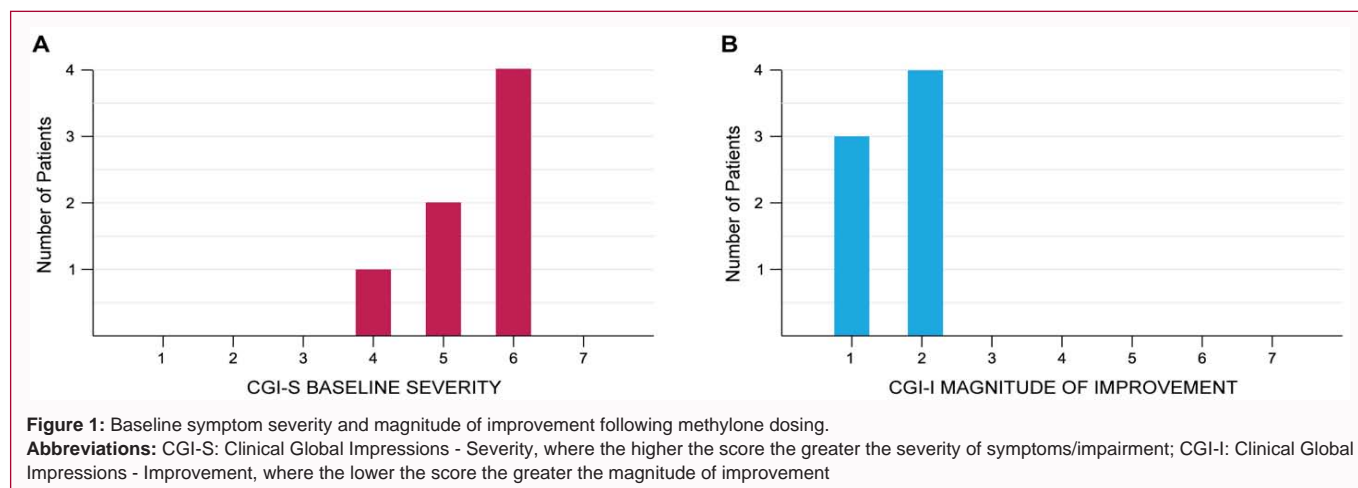 A
Number of Patients
4
3
2
1
1 2 3 4 5 6 7
CGI-S BASELINE SEVERITY
B
Number of Patients
4
3
2
1
1 2 3 4 5 6 7
CGI-I MAGNITUDE OF IMPROVEMENT
Figure 1: Baseline symptom severity and magnitude of improvement following methylone dosing.
Abbreviations: CGI-S: Clinical Global Impressions - Severity, where the higher the score the greater the severity of symptoms/impairment; CGI-I: Clinical Global
Impressions - Improvement, where the lower the score the greater the magnitude of improvement